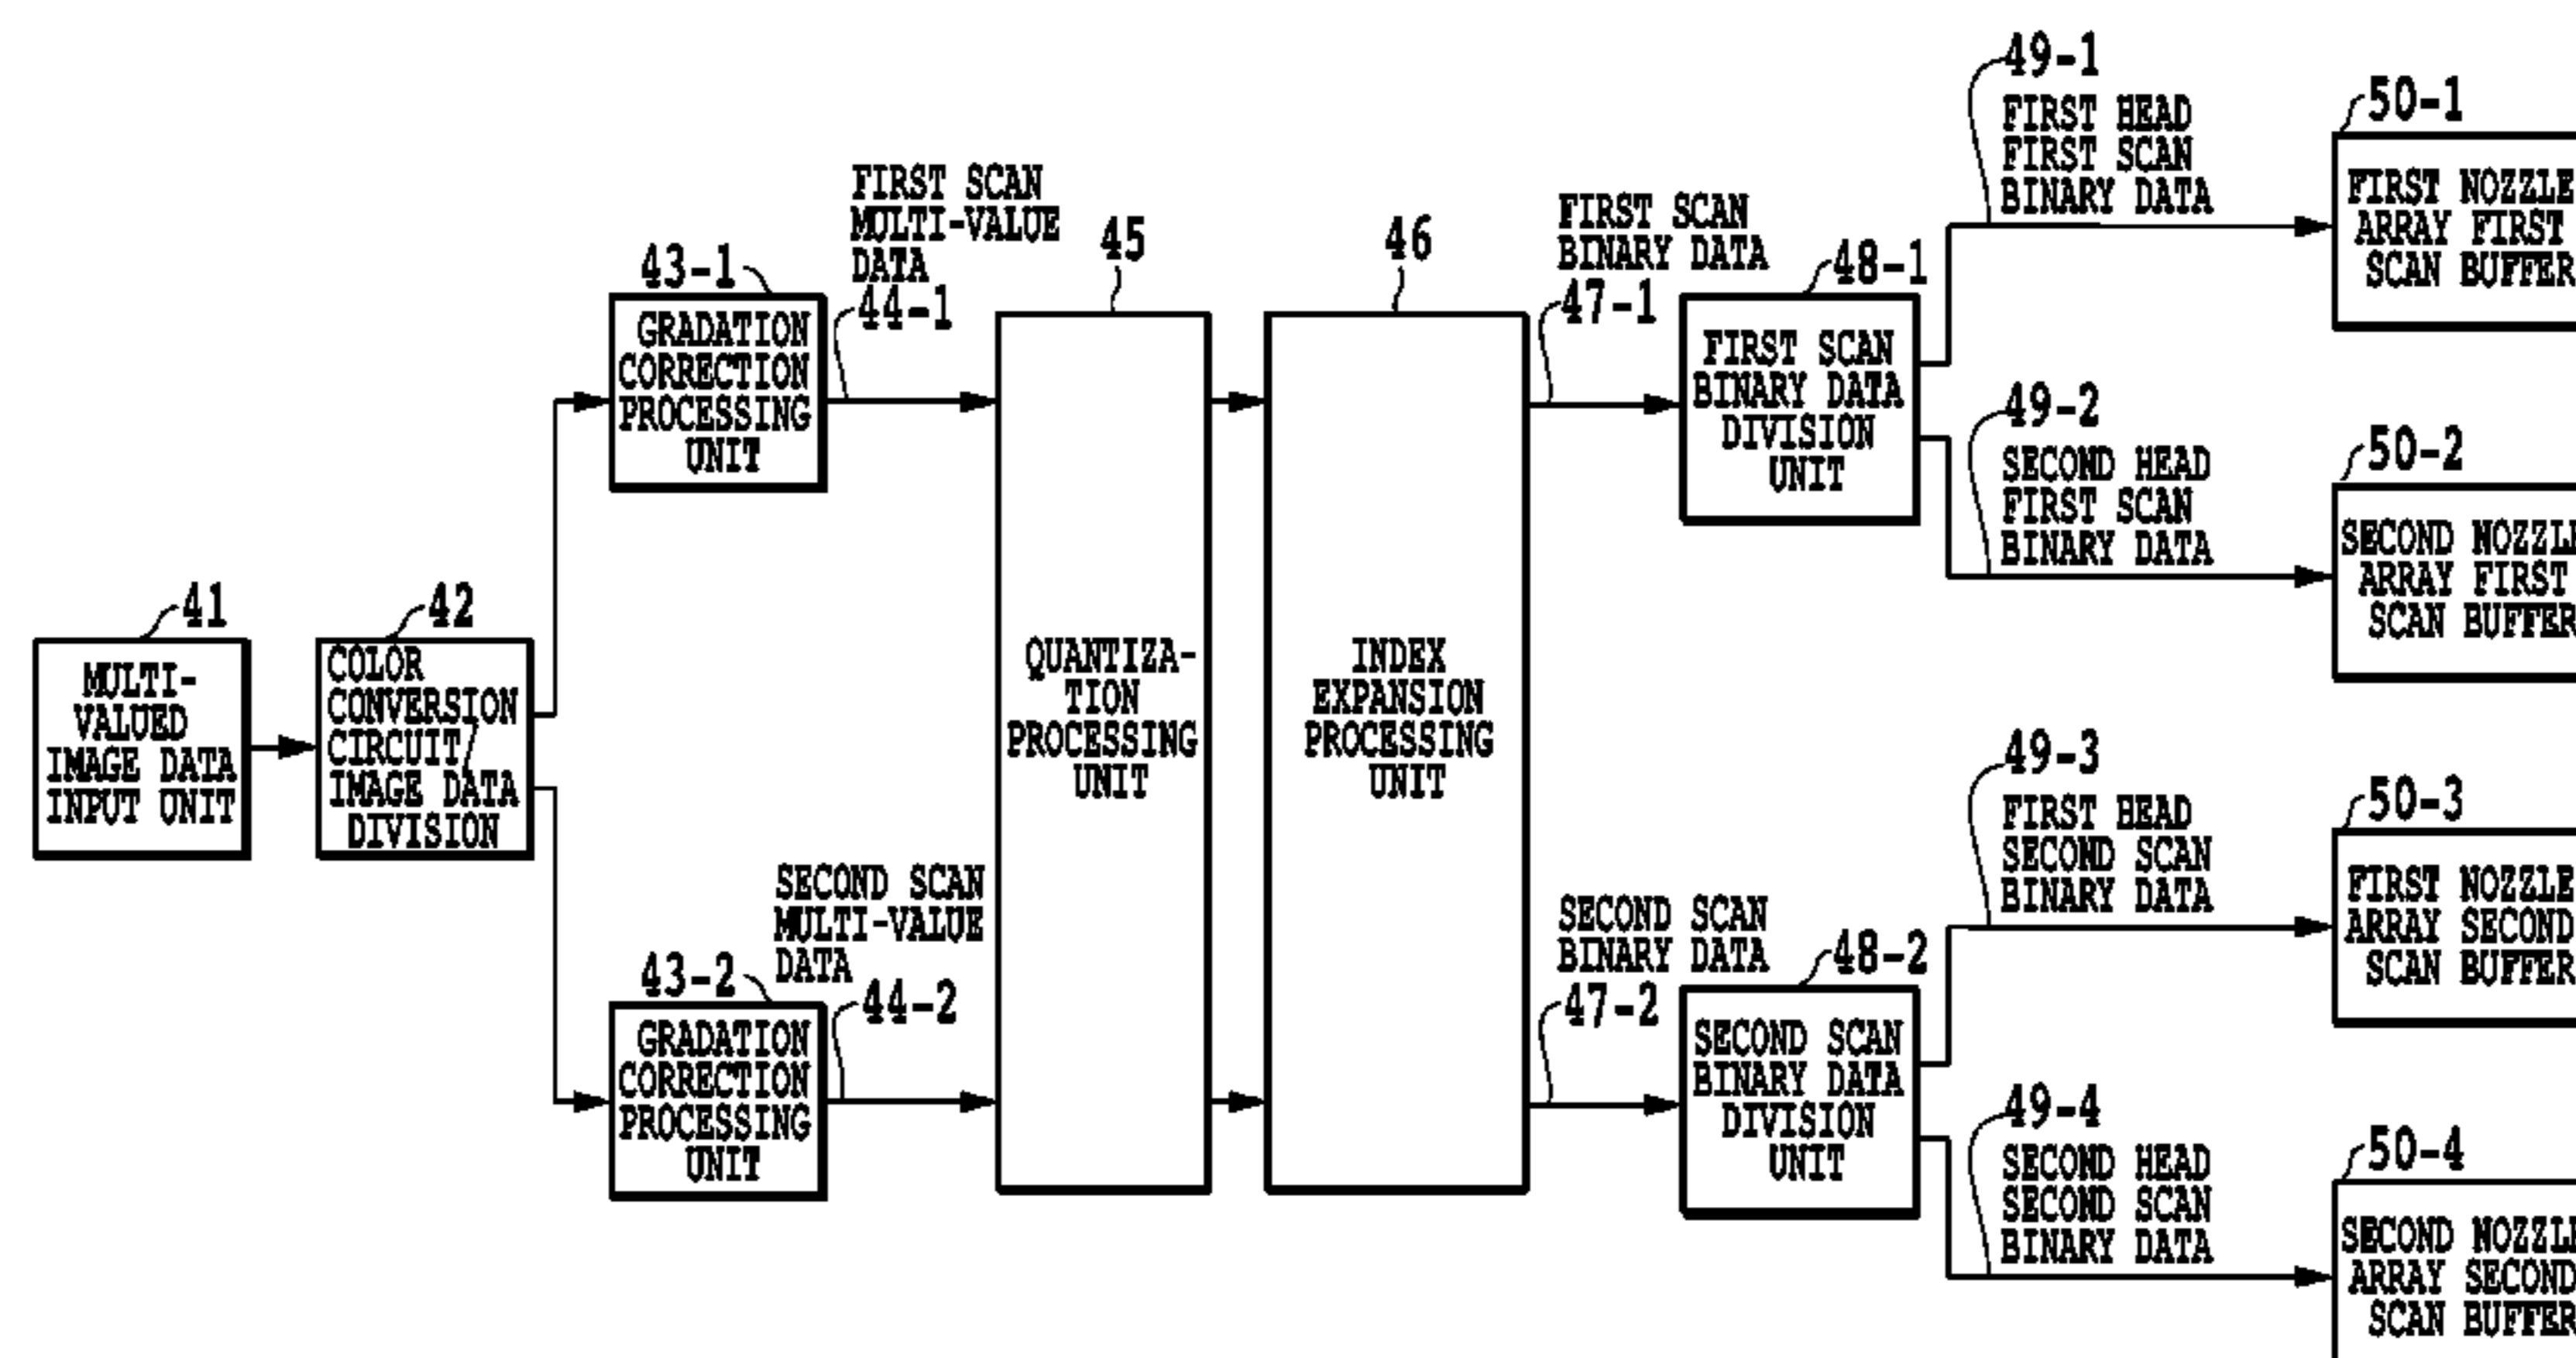 41
MULTI-
VALUED
IMAGE DATA
INPUT UNIT
42
COLOR
CONVERSION
CIRCUIT/
IMAGE DATA
DIVISION
43-1
GRADATION
CORRECTION
PROCESSING
UNIT
FIRST SCAN
MULTI-VALUE
DATA
44-1
43-2
GRADATION
CORRECTION
PROCESSING
UNIT
SECOND SCAN
MULTI-VALUE
DATA
44-2
45
QUANTIZA-
TION
PROCESSING
UNIT
46
INDEX
EXPANSION
PROCESSING
UNIT
FIRST SCAN
BINARY DATA
47-1
48-1
FIRST SCAN
BINARY DATA
DIVISION
UNIT
SECOND SCAN
BINARY DATA
47-2
48-2
SECOND SCAN
BINARY DATA
DIVISION
UNIT
49-1
FIRST HEAD
FIRST SCAN
BINARY DATA
50-1
FIRST NOZZLE
ARRAY FIRST
SCAN BUFFER
49-2
SECOND HEAD
FIRST SCAN
BINARY DATA
50-2
SECOND NOZZLE
ARRAY FIRST
SCAN BUFFER
49-3
FIRST HEAD
SECOND SCAN
BINARY DATA
50-3
FIRST NOZZLE
ARRAY SECOND
SCAN BUFFER
49-4
SECOND HEAD
SECOND SCAN
BINARY DATA
50-4
SECOND NOZZLE
ARRAY SECOND
SCAN BUFFER